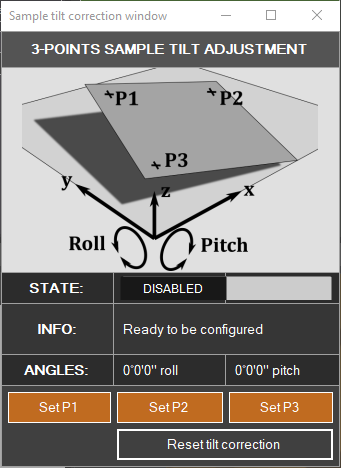 Sample tilt correction window
3-POINTS SAMPLE TILT ADJUSTMENT
P1
P2
P3
y
z
x
Roll
Pitch
STATE: DISABLED
INFO: Ready to be configured
ANGLES: 0°0'0'' roll 0°0'0'' pitch
Set P1 Set P2 Set P3
Reset tilt correction